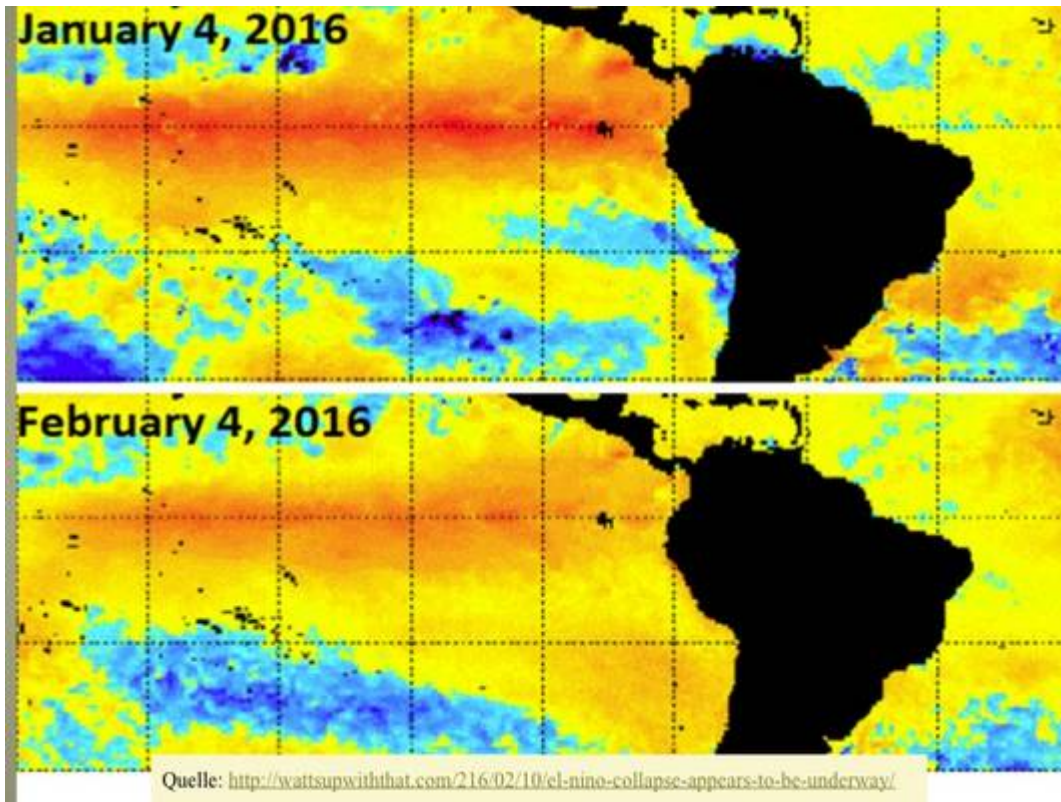 January 4, 2016
February 4, 2016
Quelle: http://wattsupwiththat.com/216/02/10/el-nino-collapse-appears-to-be-underway/